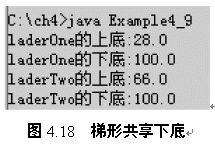 C:\ch4>java Example4_9
laderOne的上底:28.0
laderOne的下底:100.0
laderTwo的上底:66.0
laderTwo的下底:100.0
图 4.18 梯形共享下底